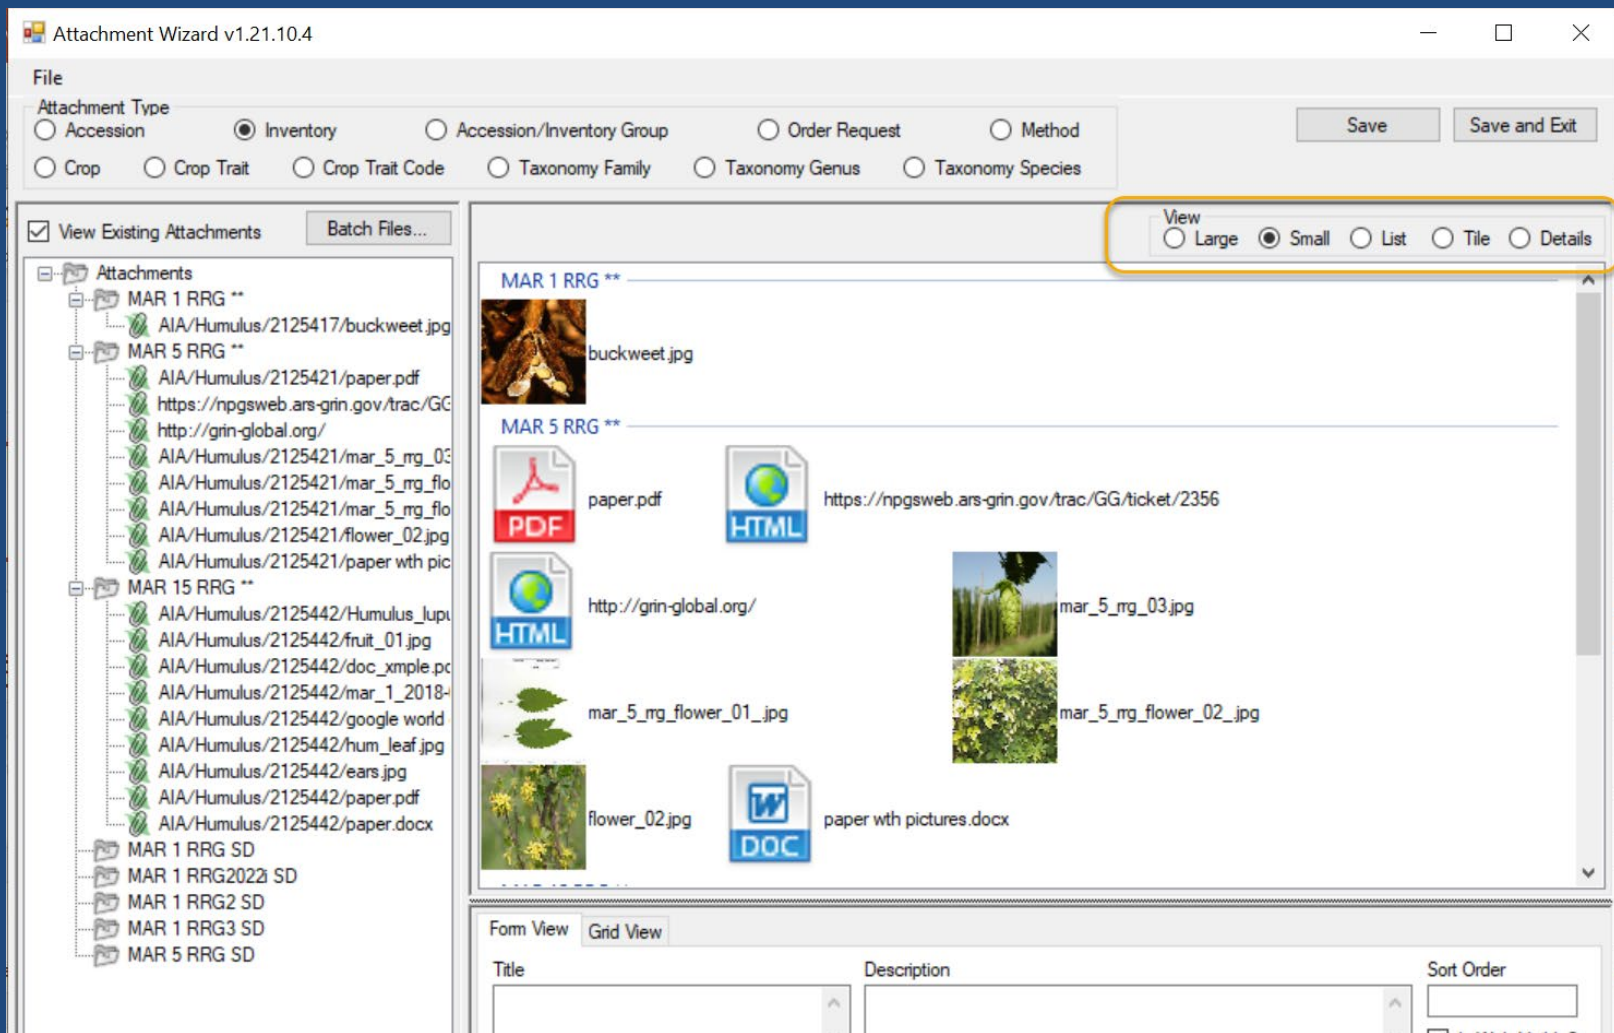 Attachment Wizard v1.21.10.4
File
Attachment Type
Accession Inventory Accession/Inventory Group Order Request Method
Crop Crop Trait Crop Trait Code Taxonomy Family Taxonomy Genus Taxonomy Species
Save Save and Exit
View Existing Attachments Batch Files...
Attachments
MAR 1 RRG **
AIA/Humulus/2125417/buckweet.jpg
MAR 5 RRG **
AIA/Humulus/2125421/paper.pdf
https://npgsweb.ars-grin.gov/trac/GG
http://grin-global.org/
AIA/Humulus/2125421/mar_5_rrg_03
AIA/Humulus/2125421/mar_5_rrg_flo
AIA/Humulus/2125421/mar_5_rrg_flo
AIA/Humulus/2125421/flower_02.jpg
AIA/Humulus/2125421/paper wth pic
MAR 15 RRG **
AIA/Humulus/2125442/Humulus_lupu
AIA/Humulus/2125442/fruit_01.jpg
AIA/Humulus/2125442/doc_xmple.pd
AIA/Humulus/2125442/mar_1_2018-
AIA/Humulus/2125442/google world
AIA/Humulus/2125442/hum_leaf.jpg
AIA/Humulus/2125442/ears.jpg
AIA/Humulus/2125442/paper.pdf
AIA/Humulus/2125442/paper.docx
MAR 1 RRG SD
MAR 1 RRG2022i SD
MAR 1 RRG2 SD
MAR 1 RRG3 SD
MAR 5 RRG SD
View
Large Small List Tile Details
MAR 1 RRG **
buckweet.jpg
MAR 5 RRG **
PDF paper.pdf HTML https://npgsweb.ars-grin.gov/trac/GG/ticket/2356
HTML http://grin-global.org/ mar_5_rrg_03.jpg
mar_5_rrg_flower_01_.jpg mar_5_rrg_flower_02_.jpg
flower_02.jpg W DOC paper wth pictures.docx
Form View Grid View
Title Description Sort Order